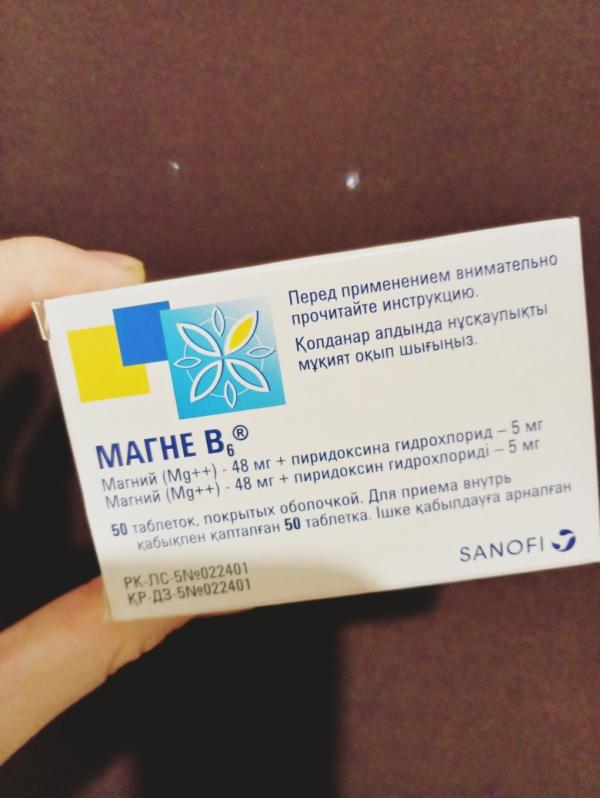 Перед применением внимательно
прочитайте инструкцию.
Қолданар алдында нұсқаулықты
мұқият оқып шығыңыз.
МАГНЕ B₆®
Магний (Mg++) - 48 мг + пиридоксина гидрохлорид – 5 мг
Магний (Mg++) - 48 мг + пиридоксин гидрохлориді – 5 мг
50 таблеток, покрытых оболочкой. Для приема внутрь
қабықпен қапталған 50 таблетка. Ішке қабылдауға арналған
РК-ЛС-5№022401
ҚР-ДЗ-5№022401
SANOFI